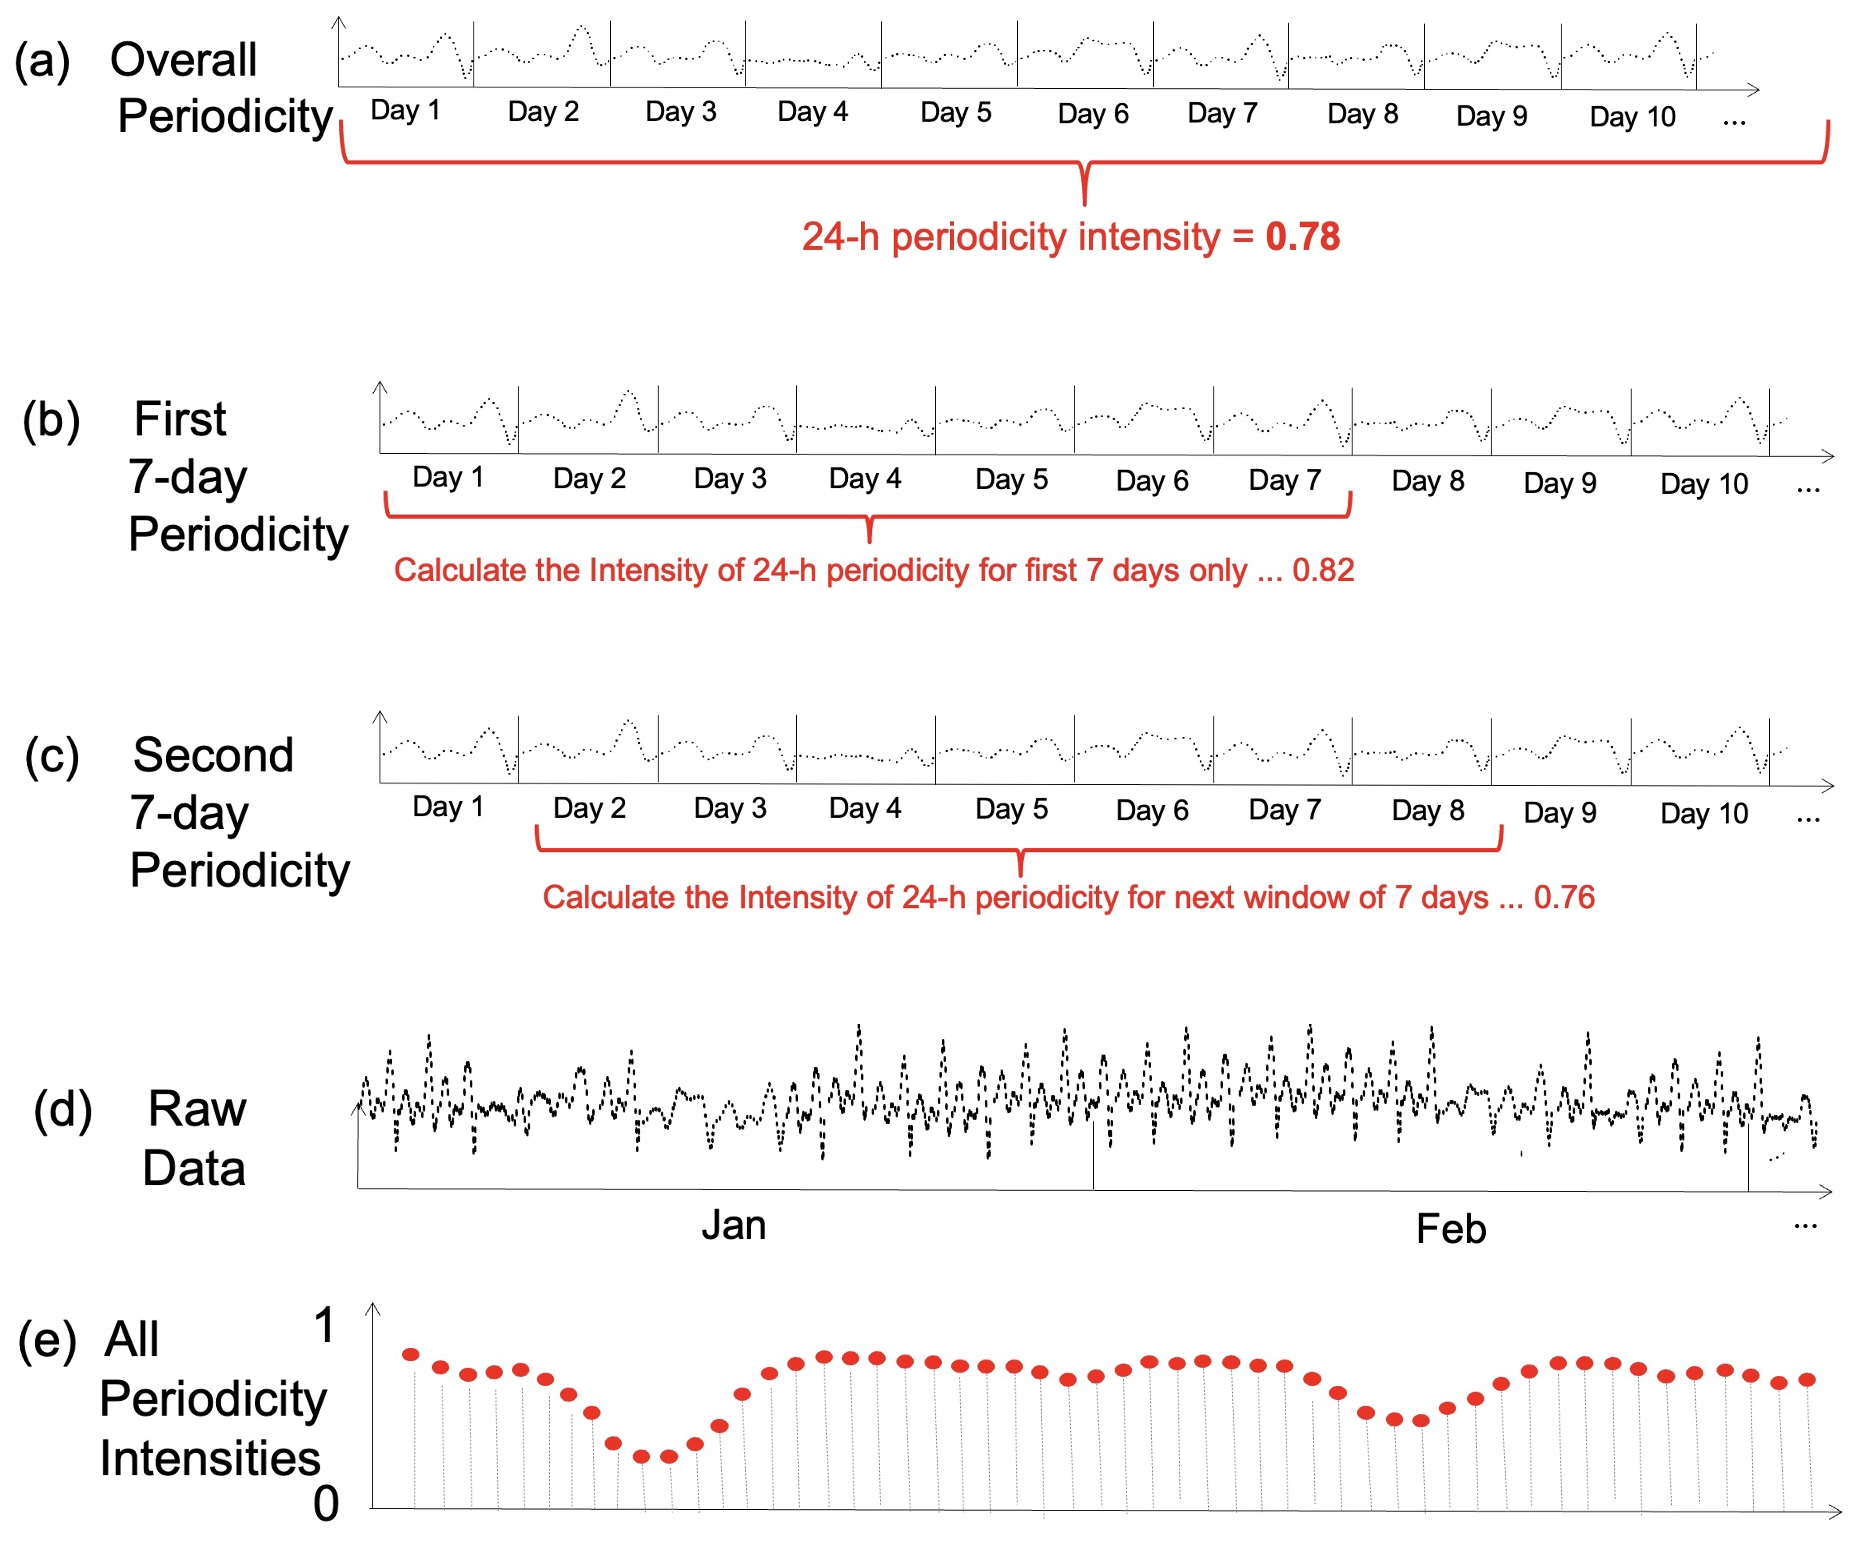 (a) Overall
Periodicity
Day 1 Day 2 Day 3 Day 4 Day 5 Day 6 Day 7 Day 8 Day 9 Day 10 ...
24-h periodicity intensity = 0.78
(b) First
7-day
Periodicity
Day 1 Day 2 Day 3 Day 4 Day 5 Day 6 Day 7 Day 8 Day 9 Day 10 ...
Calculate the Intensity of 24-h periodicity for first 7 days only ... 0.82
(c) Second
7-day
Periodicity
Day 1 Day 2 Day 3 Day 4 Day 5 Day 6 Day 7 Day 8 Day 9 Day 10 ...
Calculate the Intensity of 24-h periodicity for next window of 7 days ... 0.76
(d) Raw
Data
Jan Feb ...
(e) All
Periodicity
Intensities
1
0